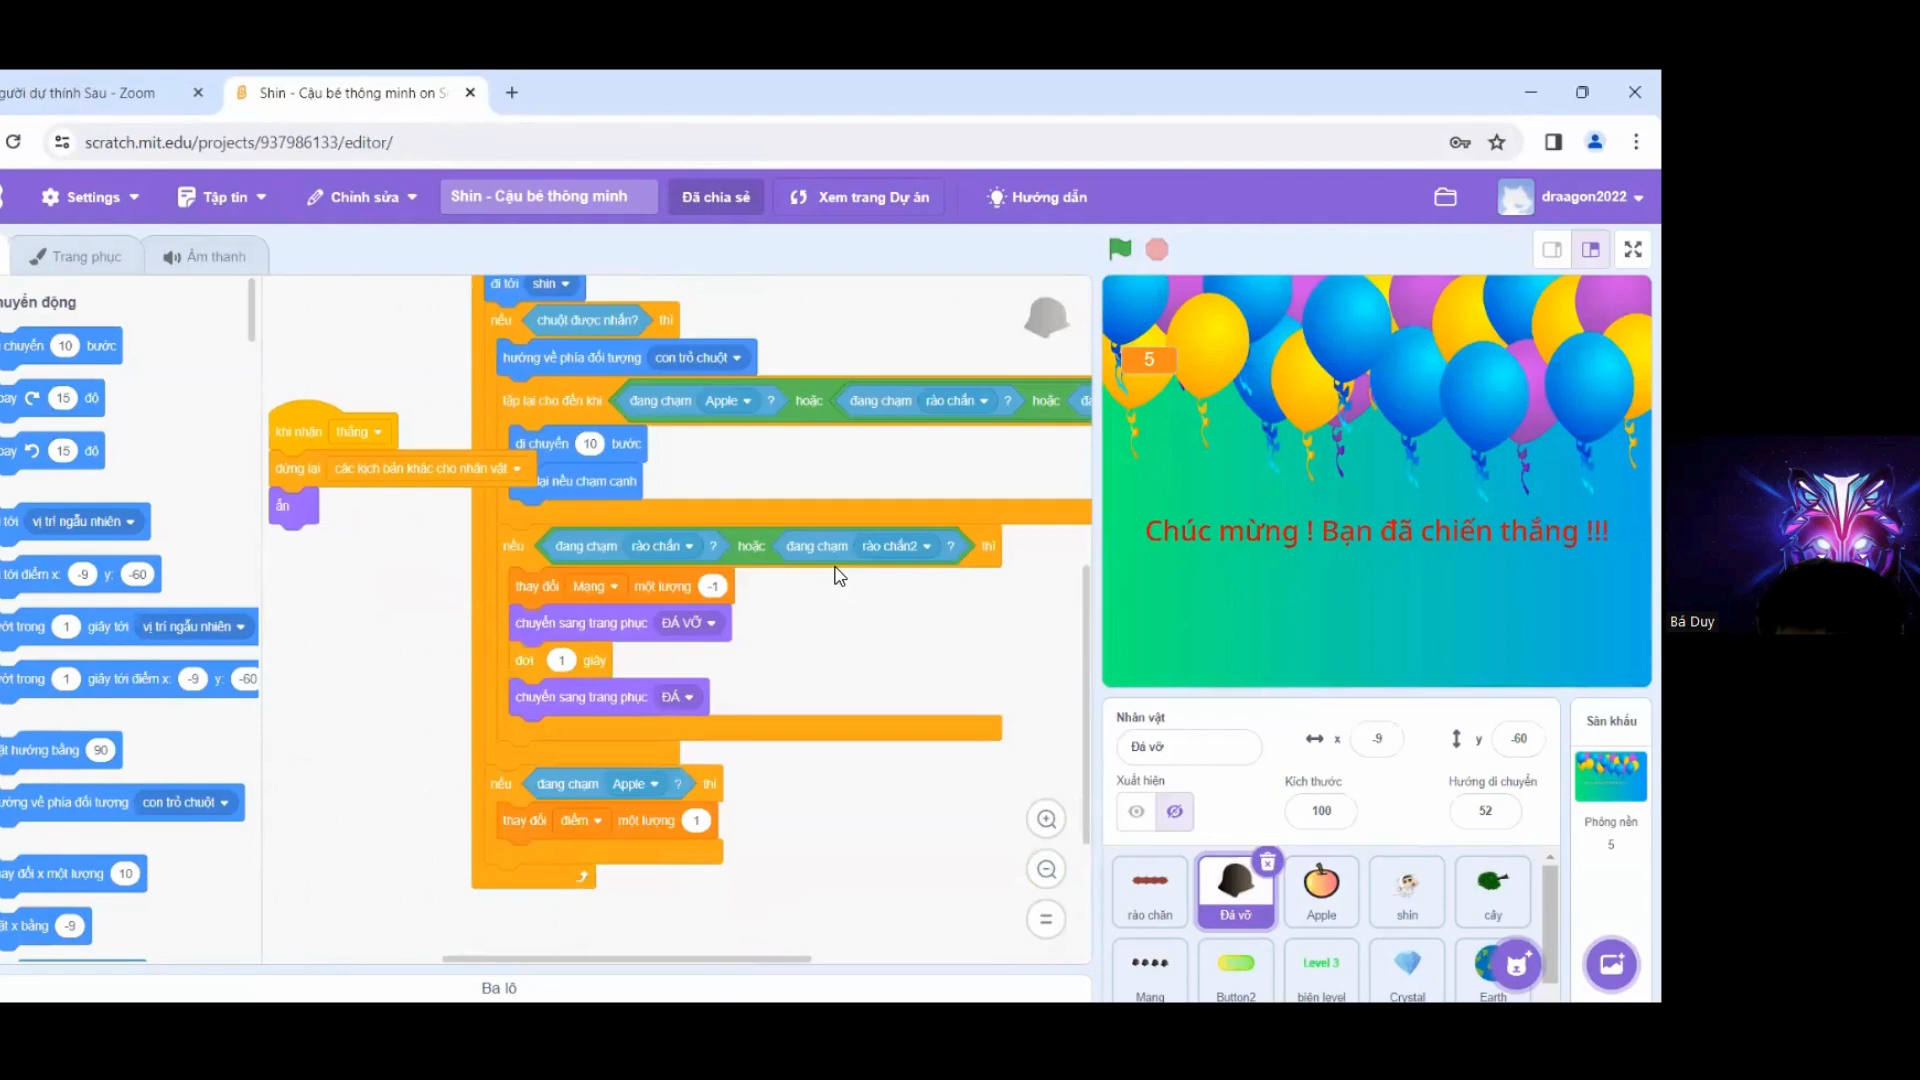 gười dự thính Sau - Zoom
Shin - Cậu bé thông minh on S
scratch.mit.edu/projects/937986133/editor/
Settings
Tập tin
Chỉnh sửa
Shin - Cậu bé thông minh
Đã chia sẻ
Xem trang Dự án
Hướng dẫn
draagon2022
Trang phục
Âm thanh
huyển động
chuyển 10 bước
oay 15 độ
oay 15 độ
tới vị trí ngẫu nhiên
tới điểm x: -9 y: -60
ớt trong 1 giây tới vị trí ngẫu nhiên
ớt trong 1 giây tới điểm x: -9 y: -60
ặt hướng bằng 90
ướng về phía đối tượng con trỏ chuột
ay đổi x một lượng 10
ặt x bằng -9
khi nhận thắng
dừng lại các kịch bản khác cho nhân vật
ẩn
đi tới shin
nếu chuột được nhấn? thì
hướng về phía đối tượng con trỏ chuột
lặp lại cho đến khi đang chạm Apple ? hoặc đang chạm rào chắn ? hoặc đa
di chuyển 10 bước
lại nếu chạm cạnh
nếu đang chạm rào chắn ? hoặc đang chạm rào chắn2 ? thì
thay đổi Mạng một lượng -1
chuyển sang trang phục ĐÁ VỠ
đợi 1 giây
chuyển sang trang phục ĐÁ
nếu đang chạm Apple ? thì
thay đổi điểm một lượng 1
Ba lô
5
Chúc mừng ! Bạn đã chiến thắng !!!
Nhân vật
Đá vỡ
x -9
y -60
Xuất hiện
Kích thước
100
Hướng di chuyển
52
Sân khấu
Phông nền
5
rào chắn
Đá vỡ
Apple
shin
cây
Level 3
Mạng
Button2
biển level
Crystal
Earth
Bá Duy